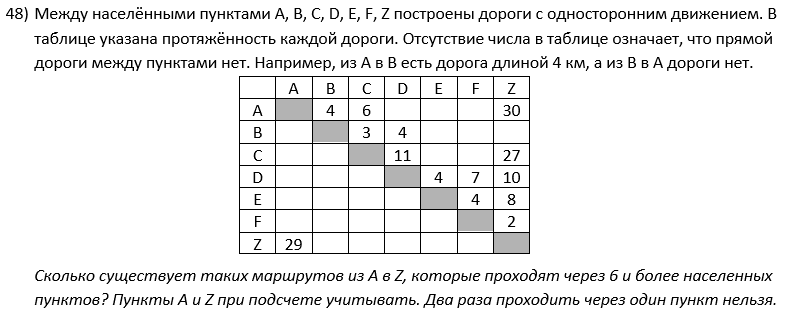 48) Между населёнными пунктами A, B, C, D, E, F, Z построены дороги с односторонним движением. В
таблице указана протяжённость каждой дороги. Отсутствие числа в таблице означает, что прямой
дороги между пунктами нет. Например, из A в B есть дорога длиной 4 км, а из B в A дороги нет.
A B C D E F Z
A 4 6 30
B 3 4
C 11 27
D 4 7 10
E 4 8
F 2
Z 29
Сколько существует таких маршрутов из A в Z, которые проходят через 6 и более населенных
пунктов? Пункты A и Z при подсчете учитывать. Два раза проходить через один пункт нельзя.